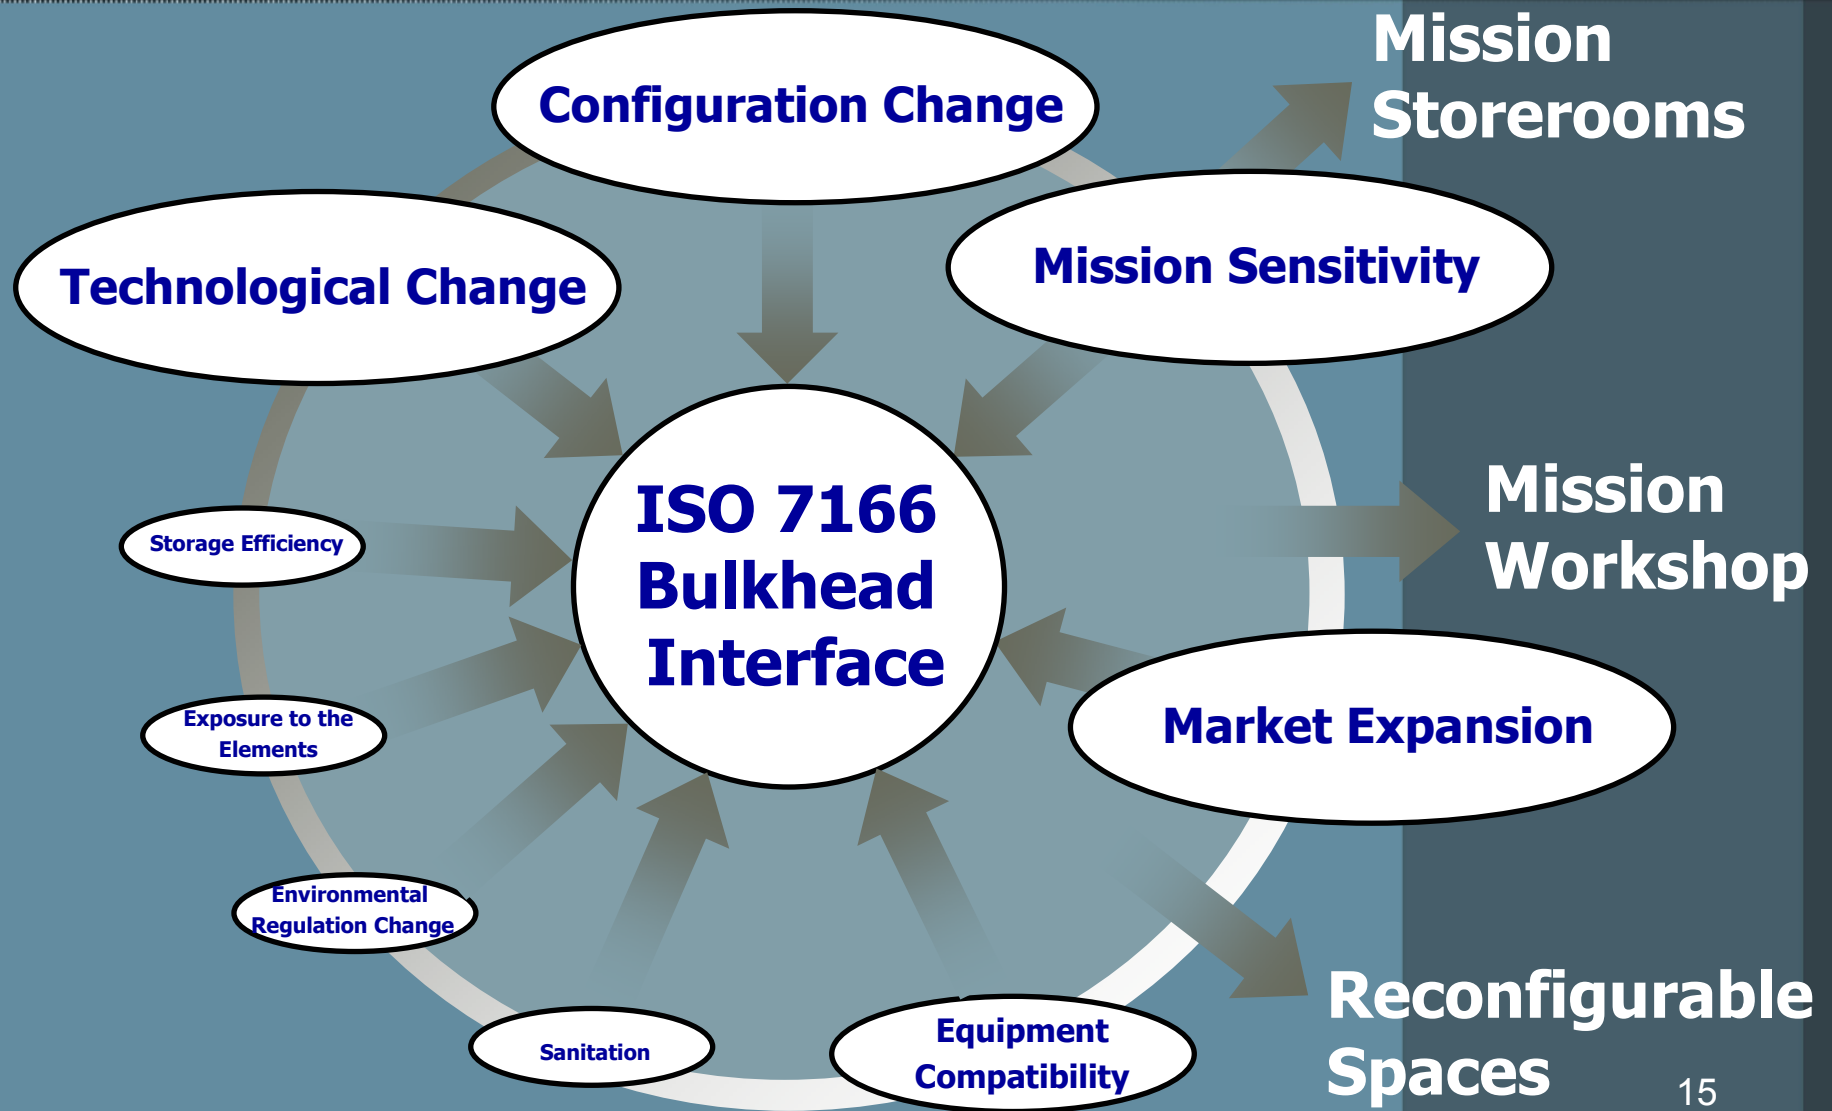 Mission
Storerooms
Configuration Change
Mission Sensitivity
Technological Change
ISO 7166
Bulkhead
Interface
Mission
Workshop
Storage Efficiency
Exposure to the
Elements
Market Expansion
Environmental
Regulation Change
Sanitation
Equipment
Compatibility
Reconfigurable
Spaces
15